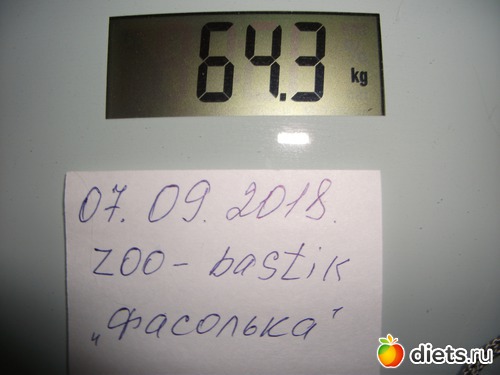 64.3 kg
07.09.2018.
zoo-bastik
„фасолька"
diets.ru